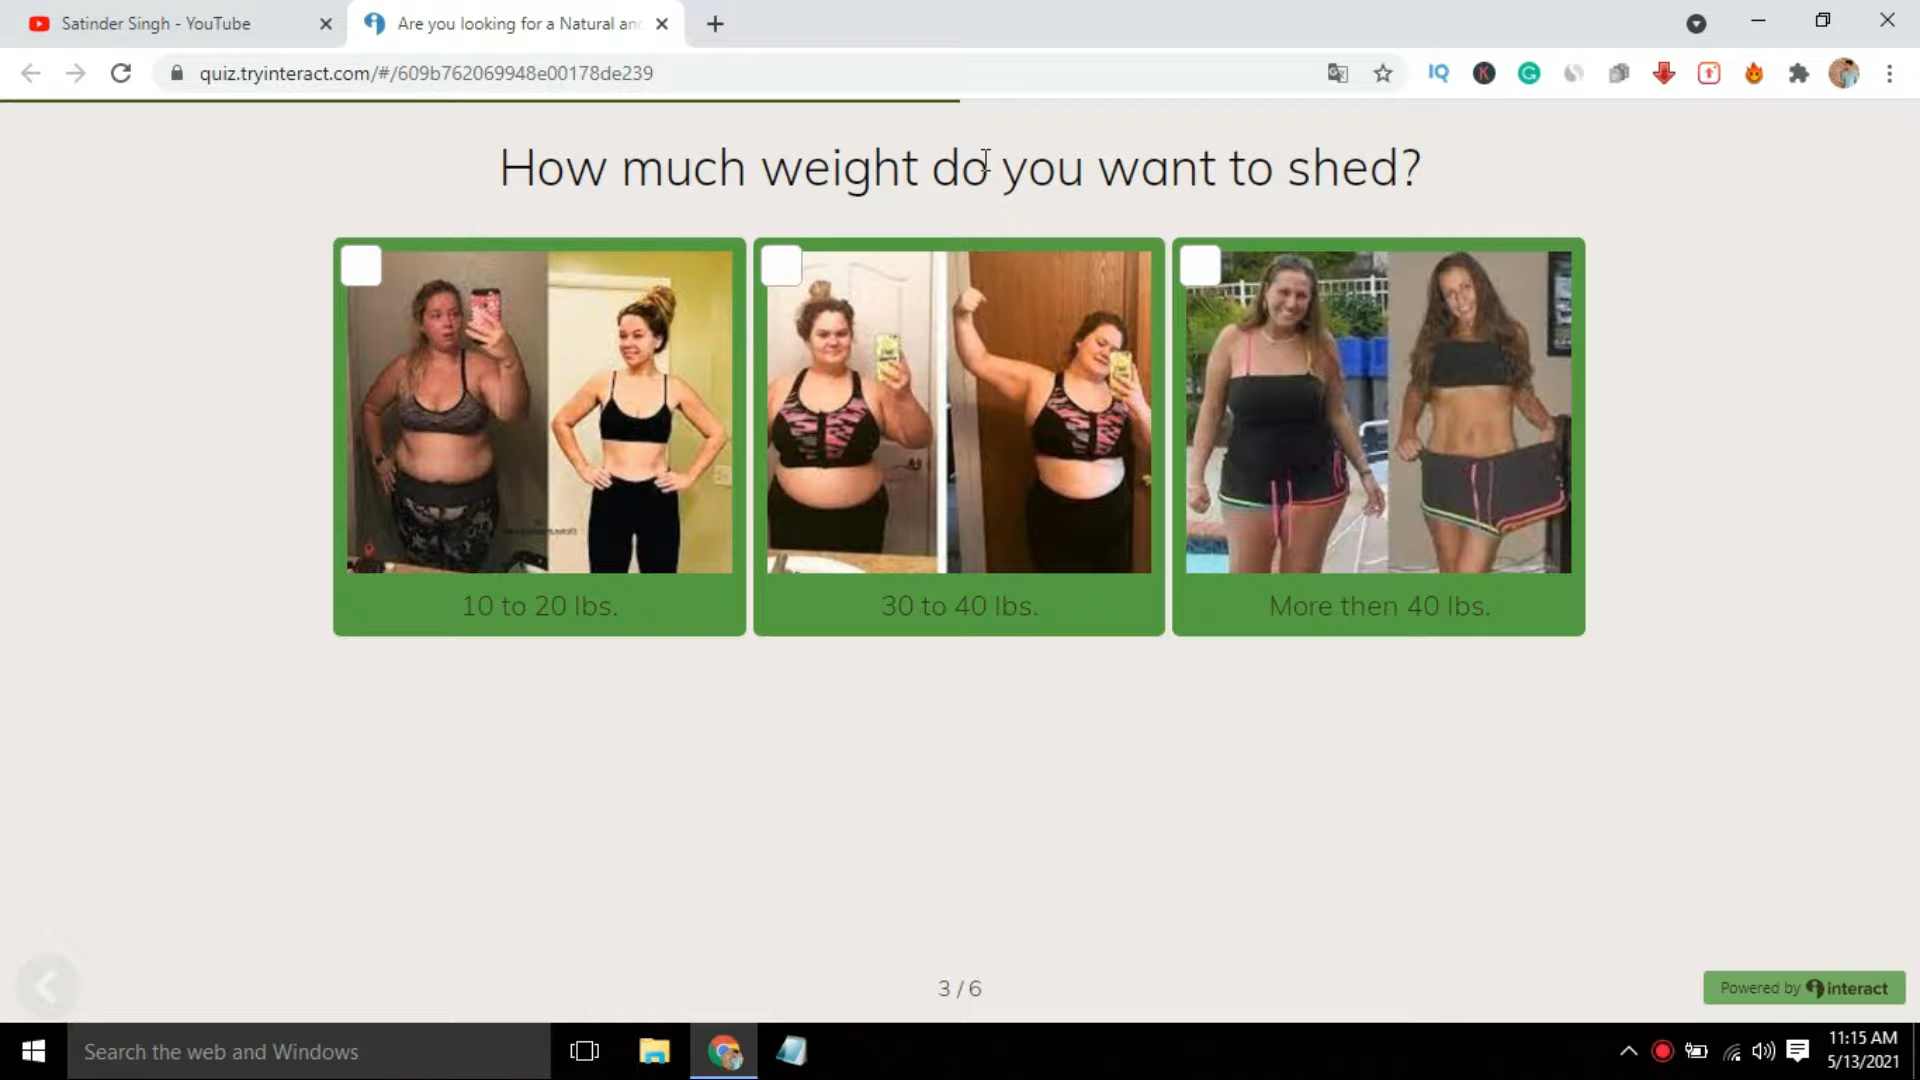 Satinder Singh - YouTube
Are you looking for a Natural an
quiz.tryinteract.com/#/609b762069948e00178de239
IQ
K
G
How much weight do you want to shed?
10 to 20 lbs.
30 to 40 lbs.
More then 40 lbs.
3 / 6
Powered by interact
Search the web and Windows
11:15 AM
5/13/2021